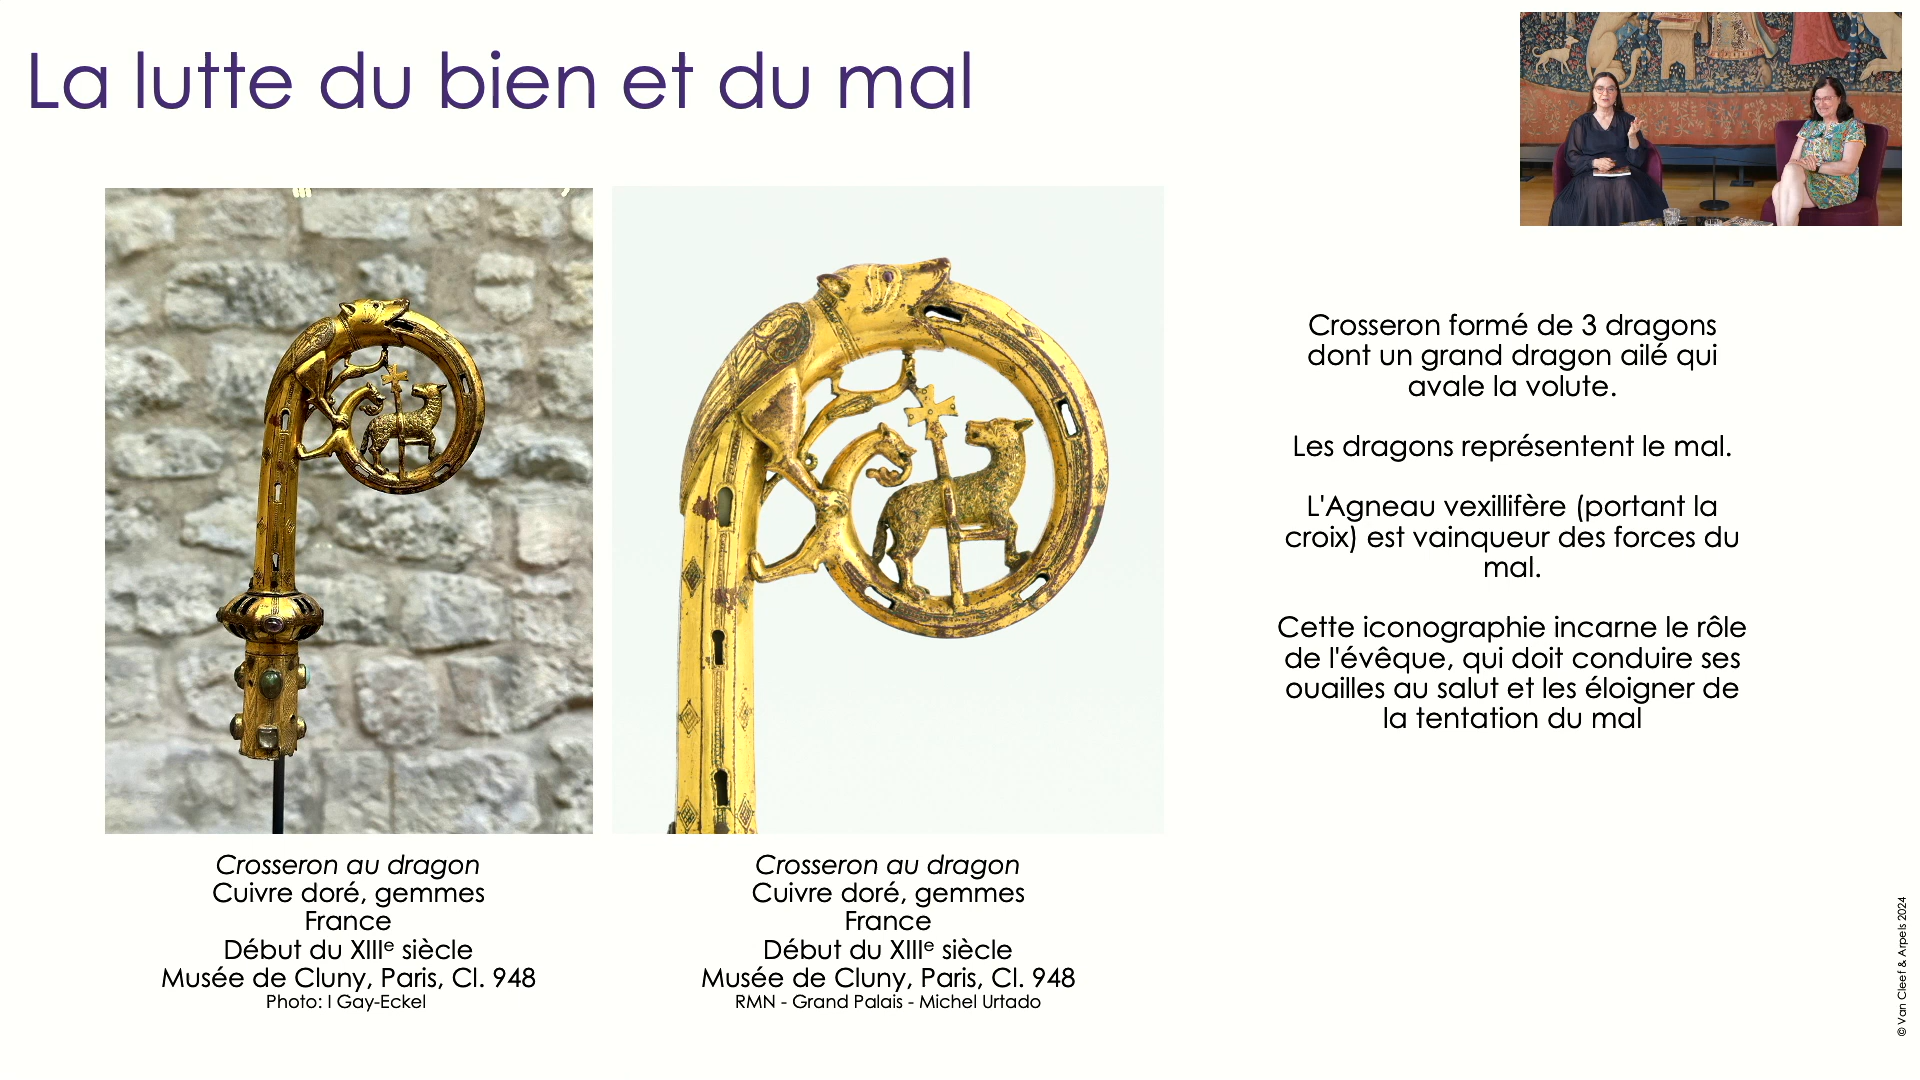 La lutte du bien et du mal
Crosseron formé de 3 dragons
dont un grand dragon ailé qui
avale la volute.
Les dragons représentent le mal.
L'Agneau vexillifère (portant la
croix) est vainqueur des forces du
mal.
Cette iconographie incarne le rôle
de l'évêque, qui doit conduire ses
ouailles au salut et les éloigner de
la tentation du mal
Crosseron au dragon
Cuivre doré, gemmes
France
Début du XIIIᵉ siècle
Musée de Cluny, Paris, Cl. 948
Photo: I Gay-Eckel
Crosseron au dragon
Cuivre doré, gemmes
France
Début du XIIIᵉ siècle
Musée de Cluny, Paris, Cl. 948
RMN - Grand Palais - Michel Urtado
© Van Cleef & Arpels 2024